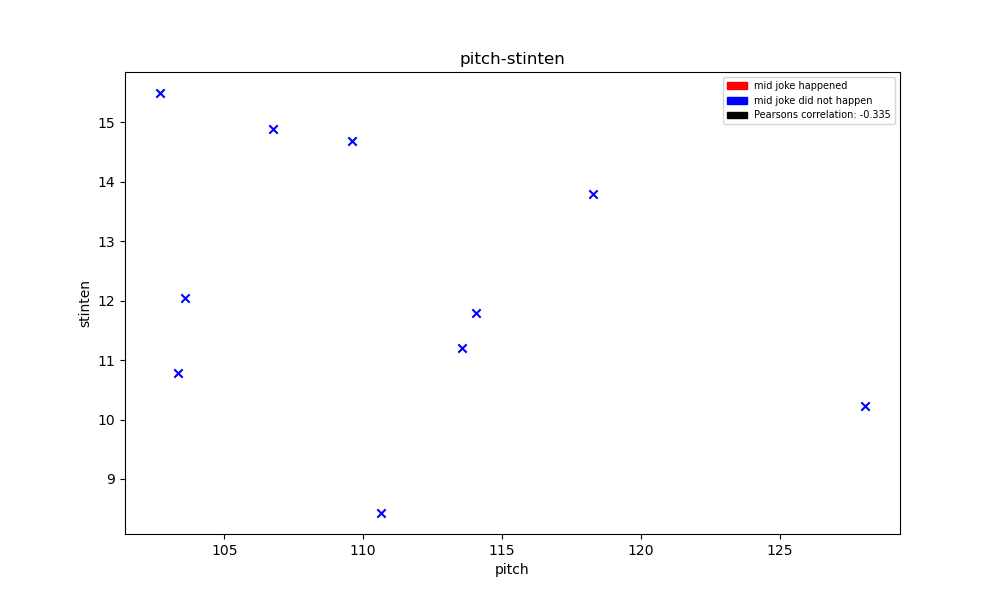 pitch-stinten
mid joke happened
mid joke did not happen
Pearsons correlation: -0.335
15
14
13
12
11
10
9
stinten
105
110
115
120
125
pitch